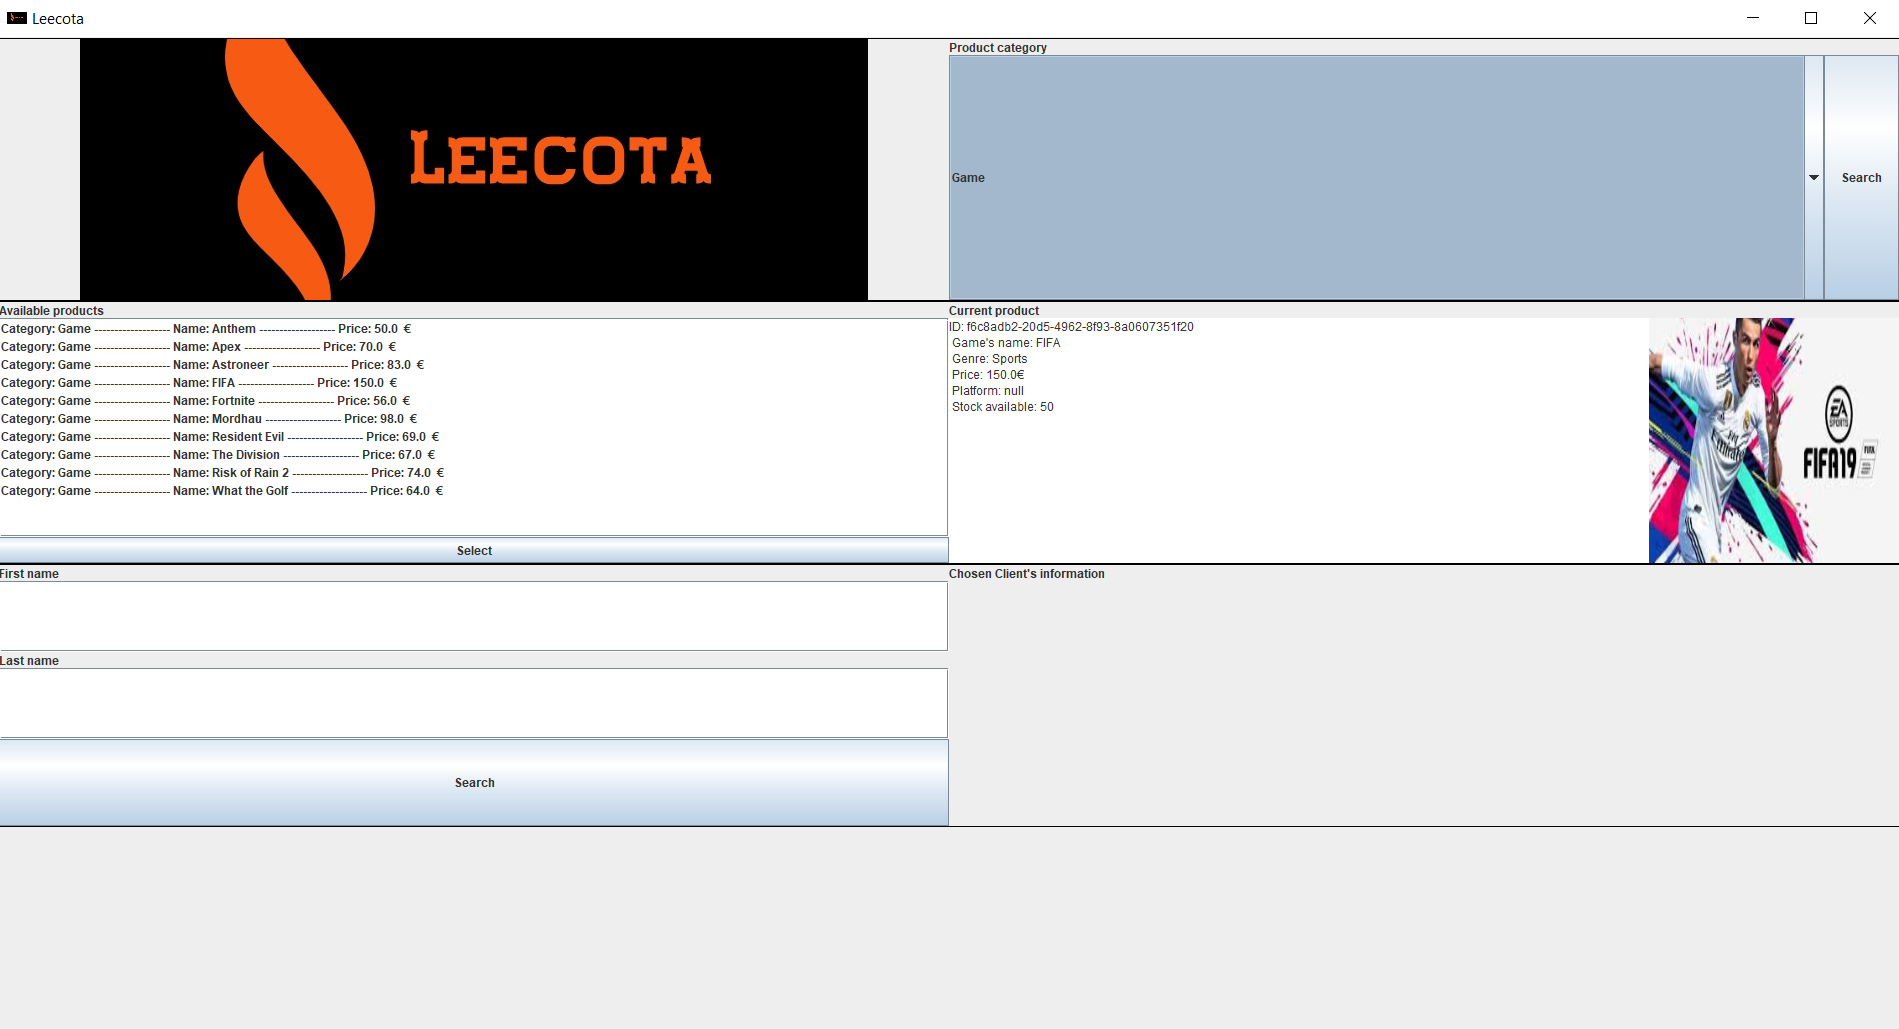 Leecota
LEECOTA
Product category
Game
Search
Available products
Category: Game ------------------- Name: Anthem ------------------- Price: 50.0 €
Category: Game ------------------- Name: Apex ------------------- Price: 70.0 €
Category: Game ------------------- Name: Astroneer ------------------- Price: 83.0 €
Category: Game ------------------- Name: FIFA ------------------- Price: 150.0 €
Category: Game ------------------- Name: Fortnite ------------------- Price: 56.0 €
Category: Game ------------------- Name: Mordhau ------------------- Price: 98.0 €
Category: Game ------------------- Name: Resident Evil ------------------- Price: 69.0 €
Category: Game ------------------- Name: The Division ------------------- Price: 67.0 €
Category: Game ------------------- Name: Risk of Rain 2 ------------------- Price: 74.0 €
Category: Game ------------------- Name: What the Golf ------------------- Price: 64.0 €
Select
Current product
ID: f6c8adb2-20d5-4962-8f93-8a0607351f20
Game's name: FIFA
Genre: Sports
Price: 150.0€
Platform: null
Stock available: 50
EA
SPORTS
FIFA19
First name
Last name
Search
Chosen Client's information